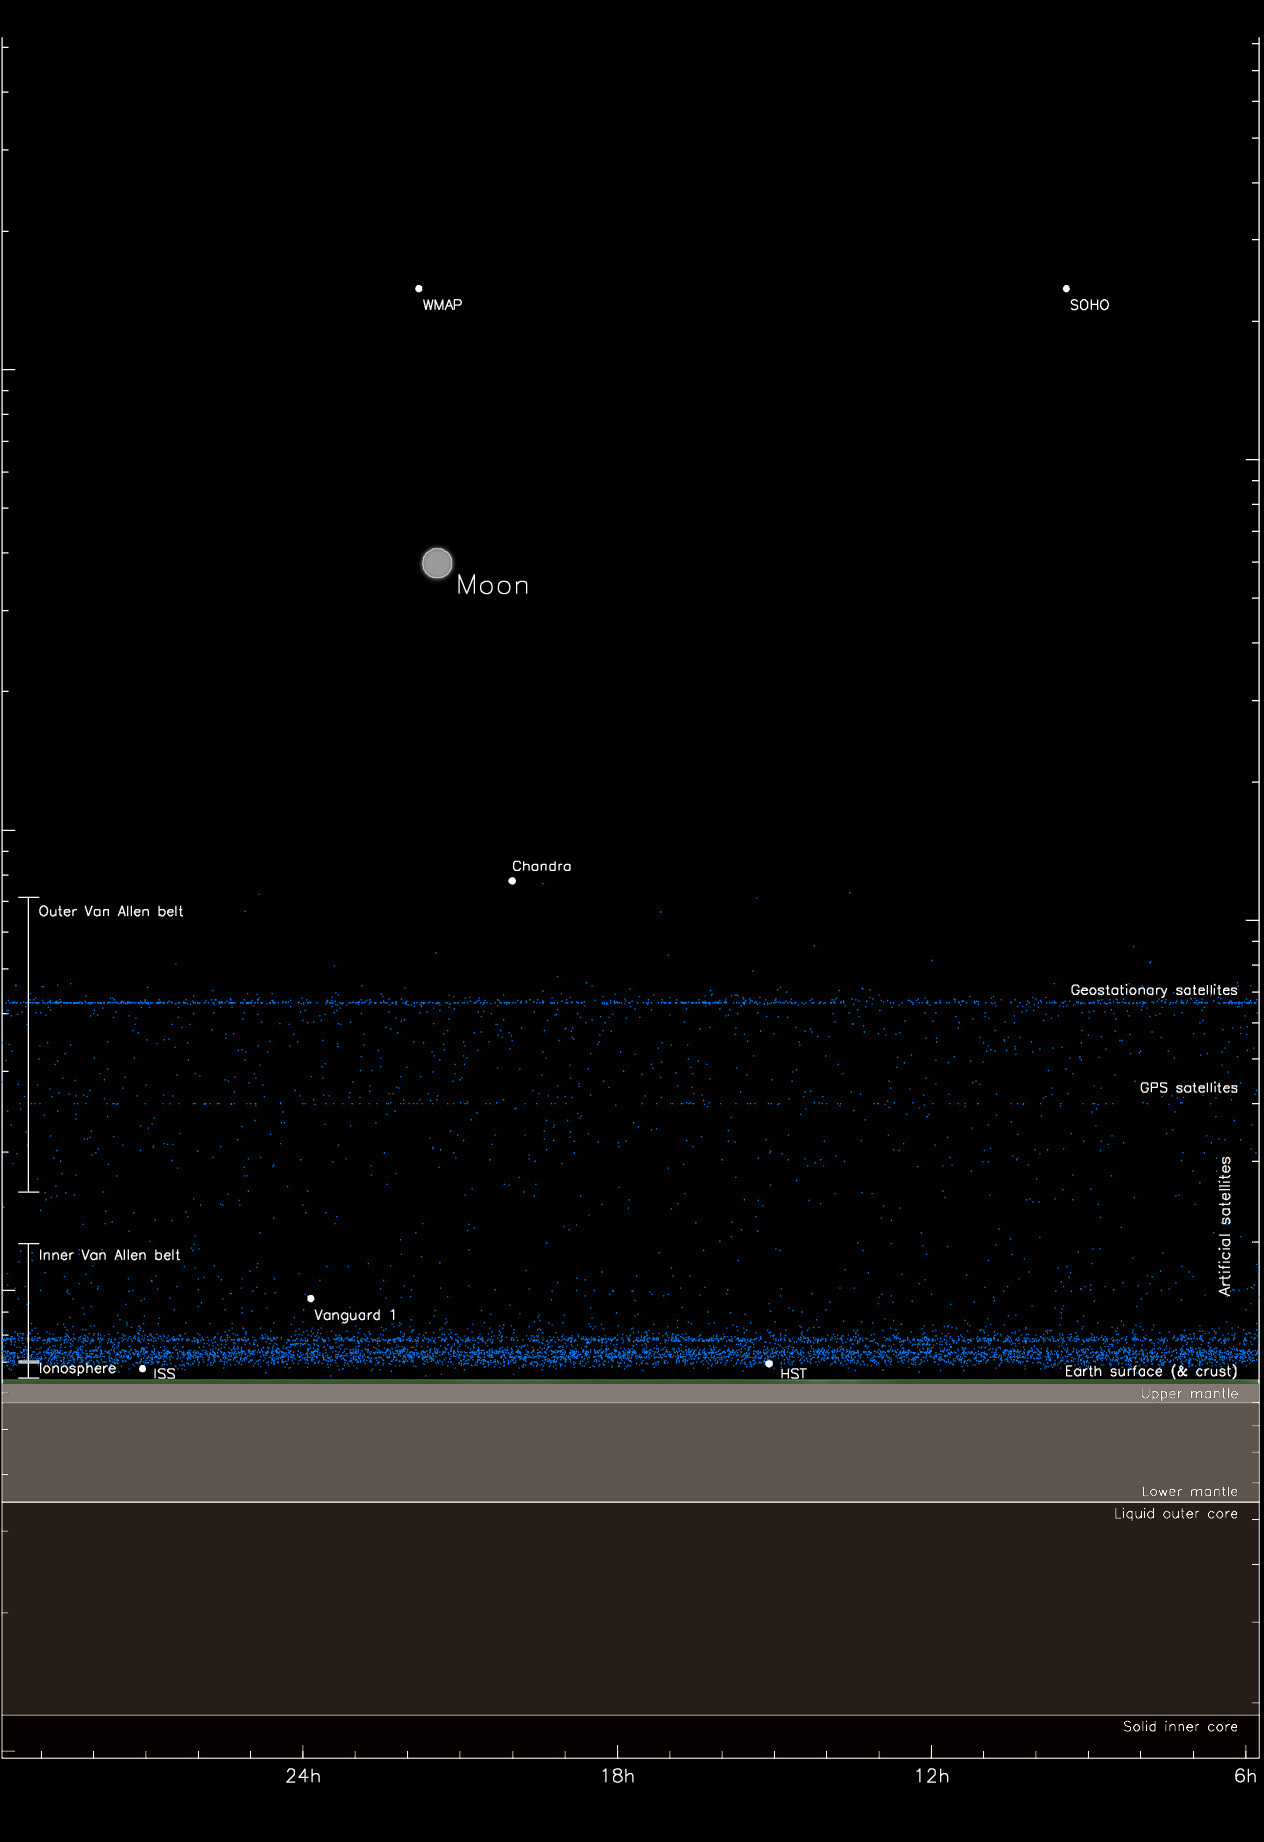 WMAP
SOHO
Moon
Chandra
Outer Van Allen belt
Geostationary satellites
GPS satellites
Artificial satellites
Inner Van Allen belt
Vanguard 1
Ionosphere
ISS
HST
Earth surface (& crust)
Upper mantle
Lower mantle
Liquid outer core
Solid inner core
24h 18h 12h 6h